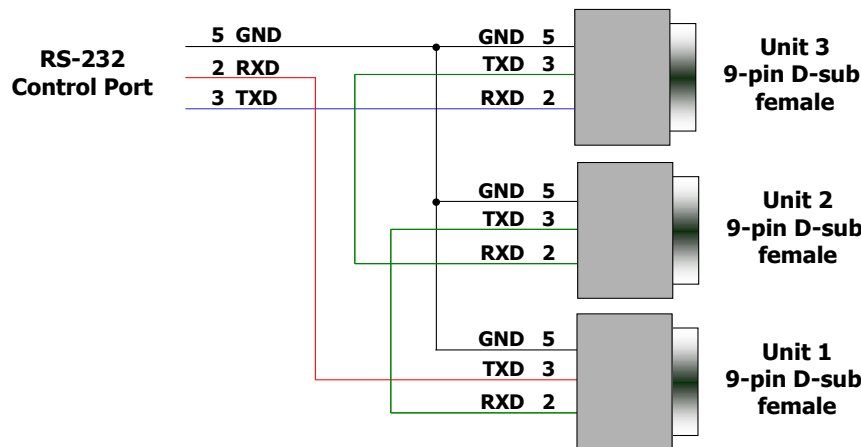 RS-232
Control Port
5 GND
2 RXD
3 TXD
GND 5
TXD 3
RXD 2
Unit 3
9-pin D-sub
female
GND 5
TXD 3
RXD 2
Unit 2
9-pin D-sub
female
GND 5
TXD 3
RXD 2
Unit 1
9-pin D-sub
female